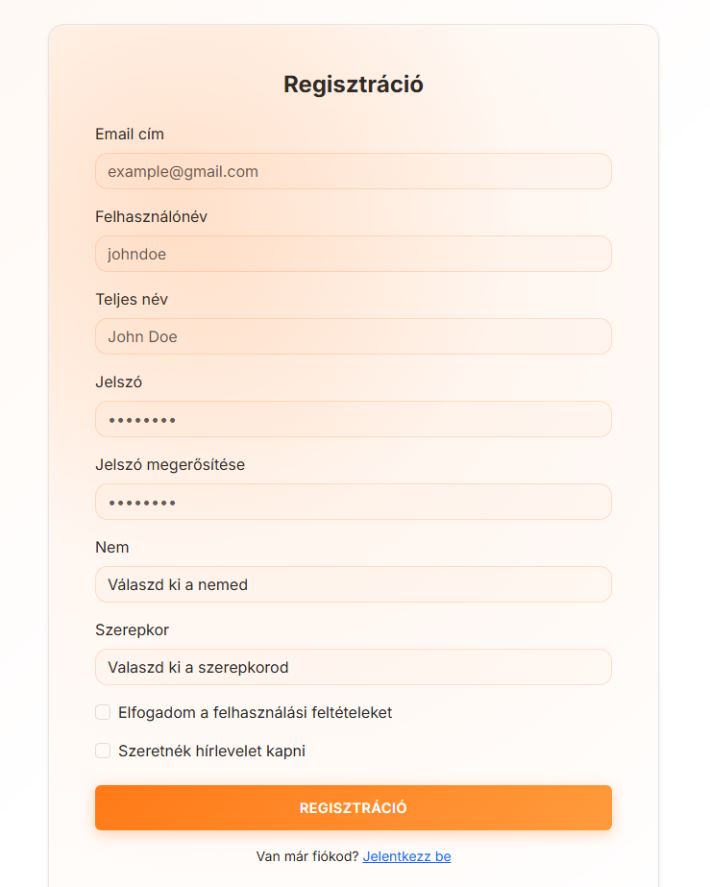 Regisztráció
Email cím
example@gmail.com
Felhasználónév
johndoe
Teljes név
John Doe
Jelszó
••••••••
Jelszó megerősítése
••••••••
Nem
Válaszd ki a nemed
Szerepkor
Valaszd ki a szerepkorod
Elfogadom a felhasználási feltételeket
Szeretnék hírlevelet kapni
REGISZTRÁCIÓ
Van már fiókod? Jelentkezz be